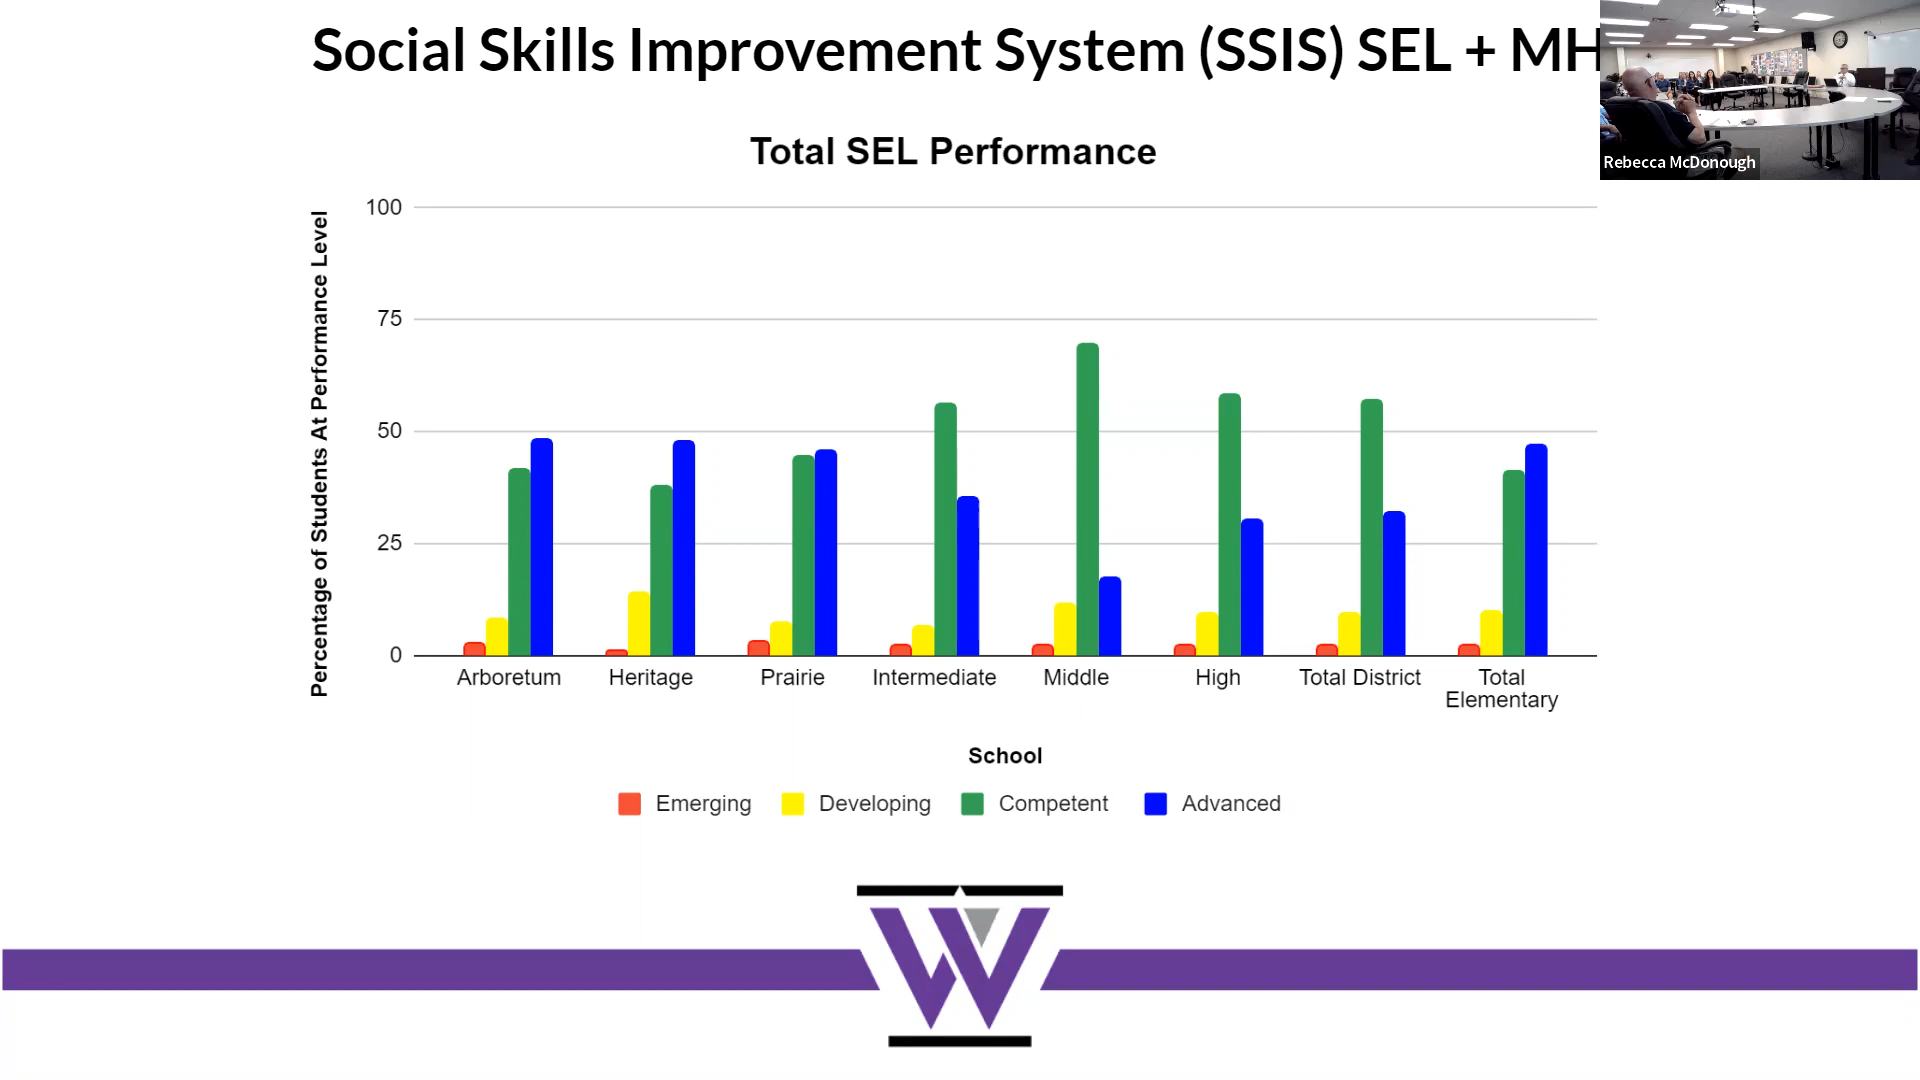 Social Skills Improvement System (SSIS) SEL + MH
Rebecca McDonough
Total SEL Performance
Percentage of Students At Performance Level
100
75
50
25
0
Arboretum
Heritage
Prairie
Intermediate
Middle
High
Total District
Total
Elementary
School
Emerging
Developing
Competent
Advanced
W